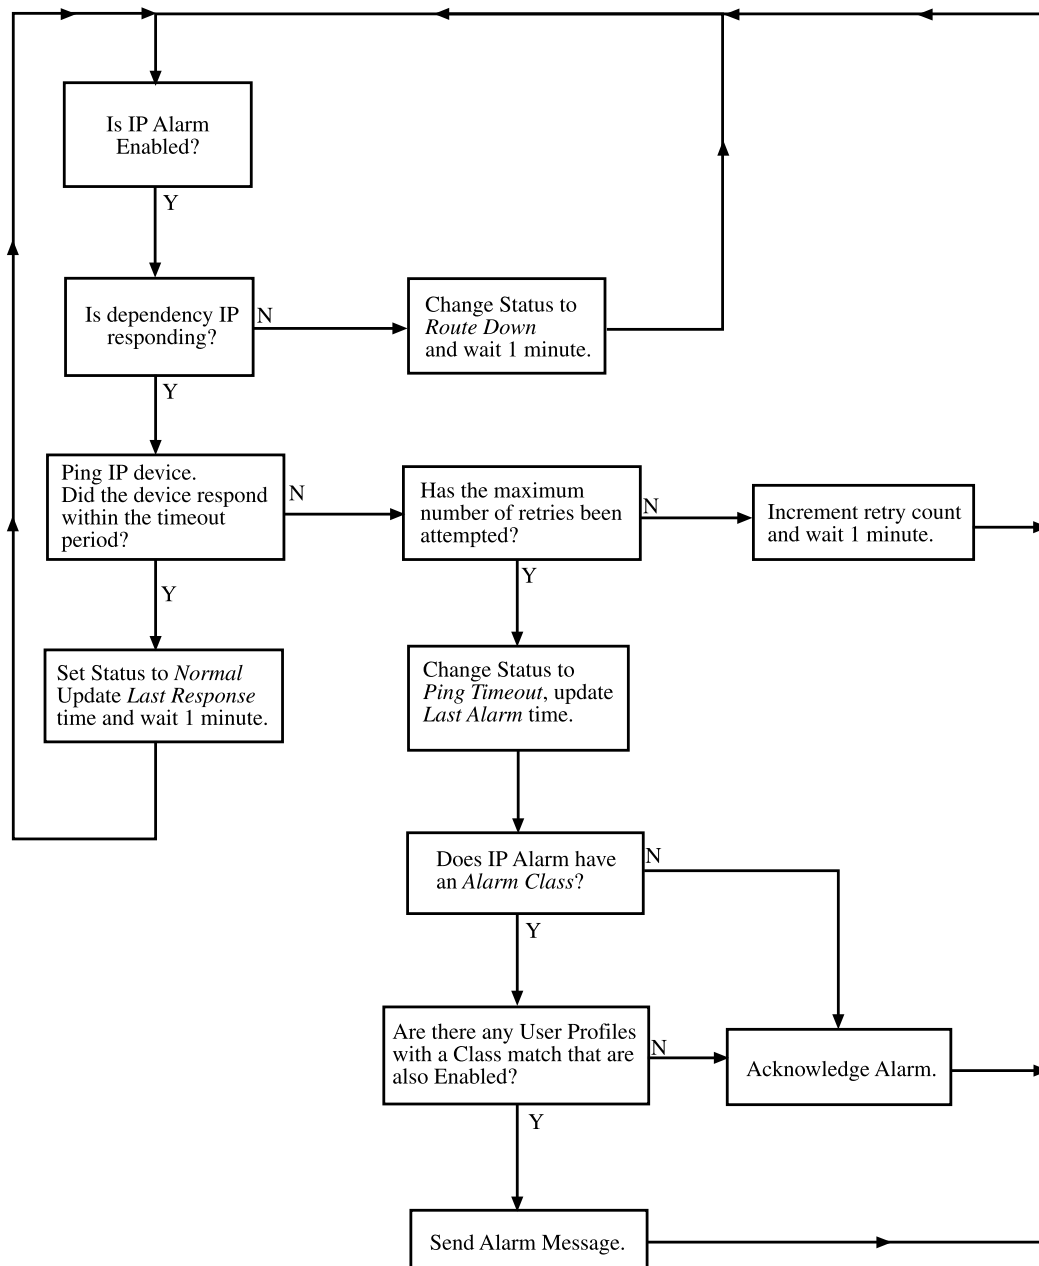 Is IP Alarm
Enabled?
Y
Is dependency IP
responding?
N
Change Status to
Route Down
and wait 1 minute.
Y
Ping IP device.
Did the device respond
within the timeout
period?
N
Has the maximum
number of retries been
attempted?
N
Increment retry count
and wait 1 minute.
Y
Y
Set Status to Normal
Update Last Response
time and wait 1 minute.
Change Status to
Ping Timeout, update
Last Alarm time.
Does IP Alarm have
an Alarm Class?
N
Y
Are there any User Profiles
with a Class match that are
also Enabled?
N
Acknowledge Alarm.
Y
Send Alarm Message.